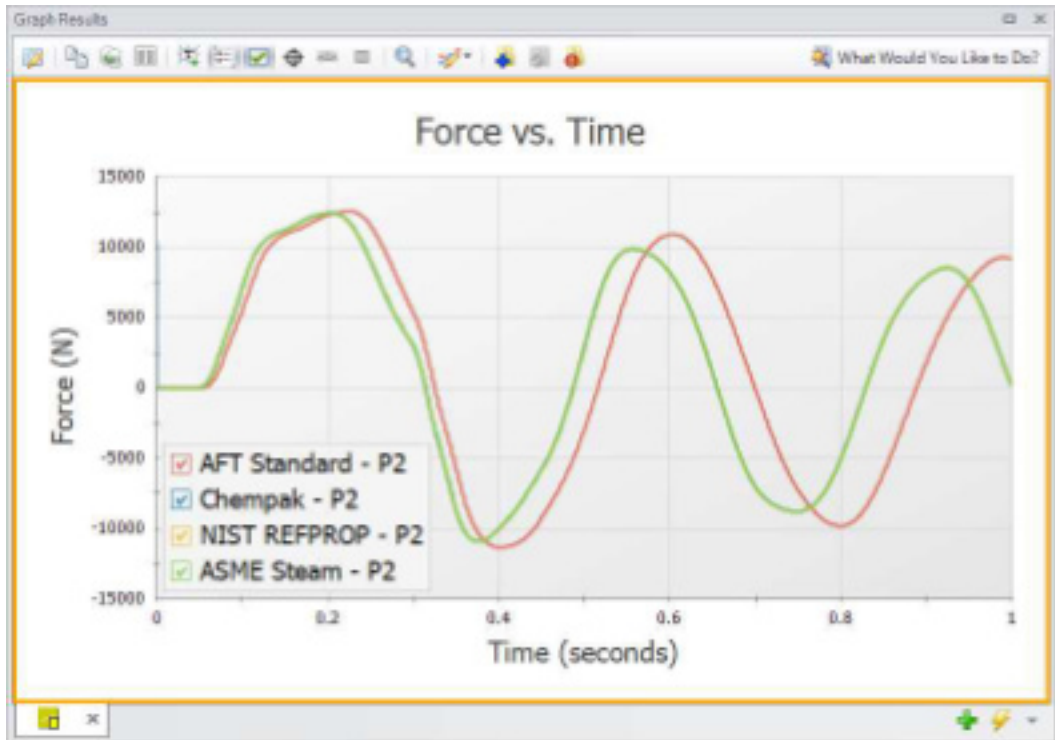 Graph Results
What Would You Like to Do?
Force vs. Time
15000
10000
5000
0
-5000
-10000
-15000
Force (N)
AFT Standard - P2
Chempak - P2
NIST REFPROP - P2
ASME Steam - P2
0 0.2 0.4 0.6 0.8 1
Time (seconds)